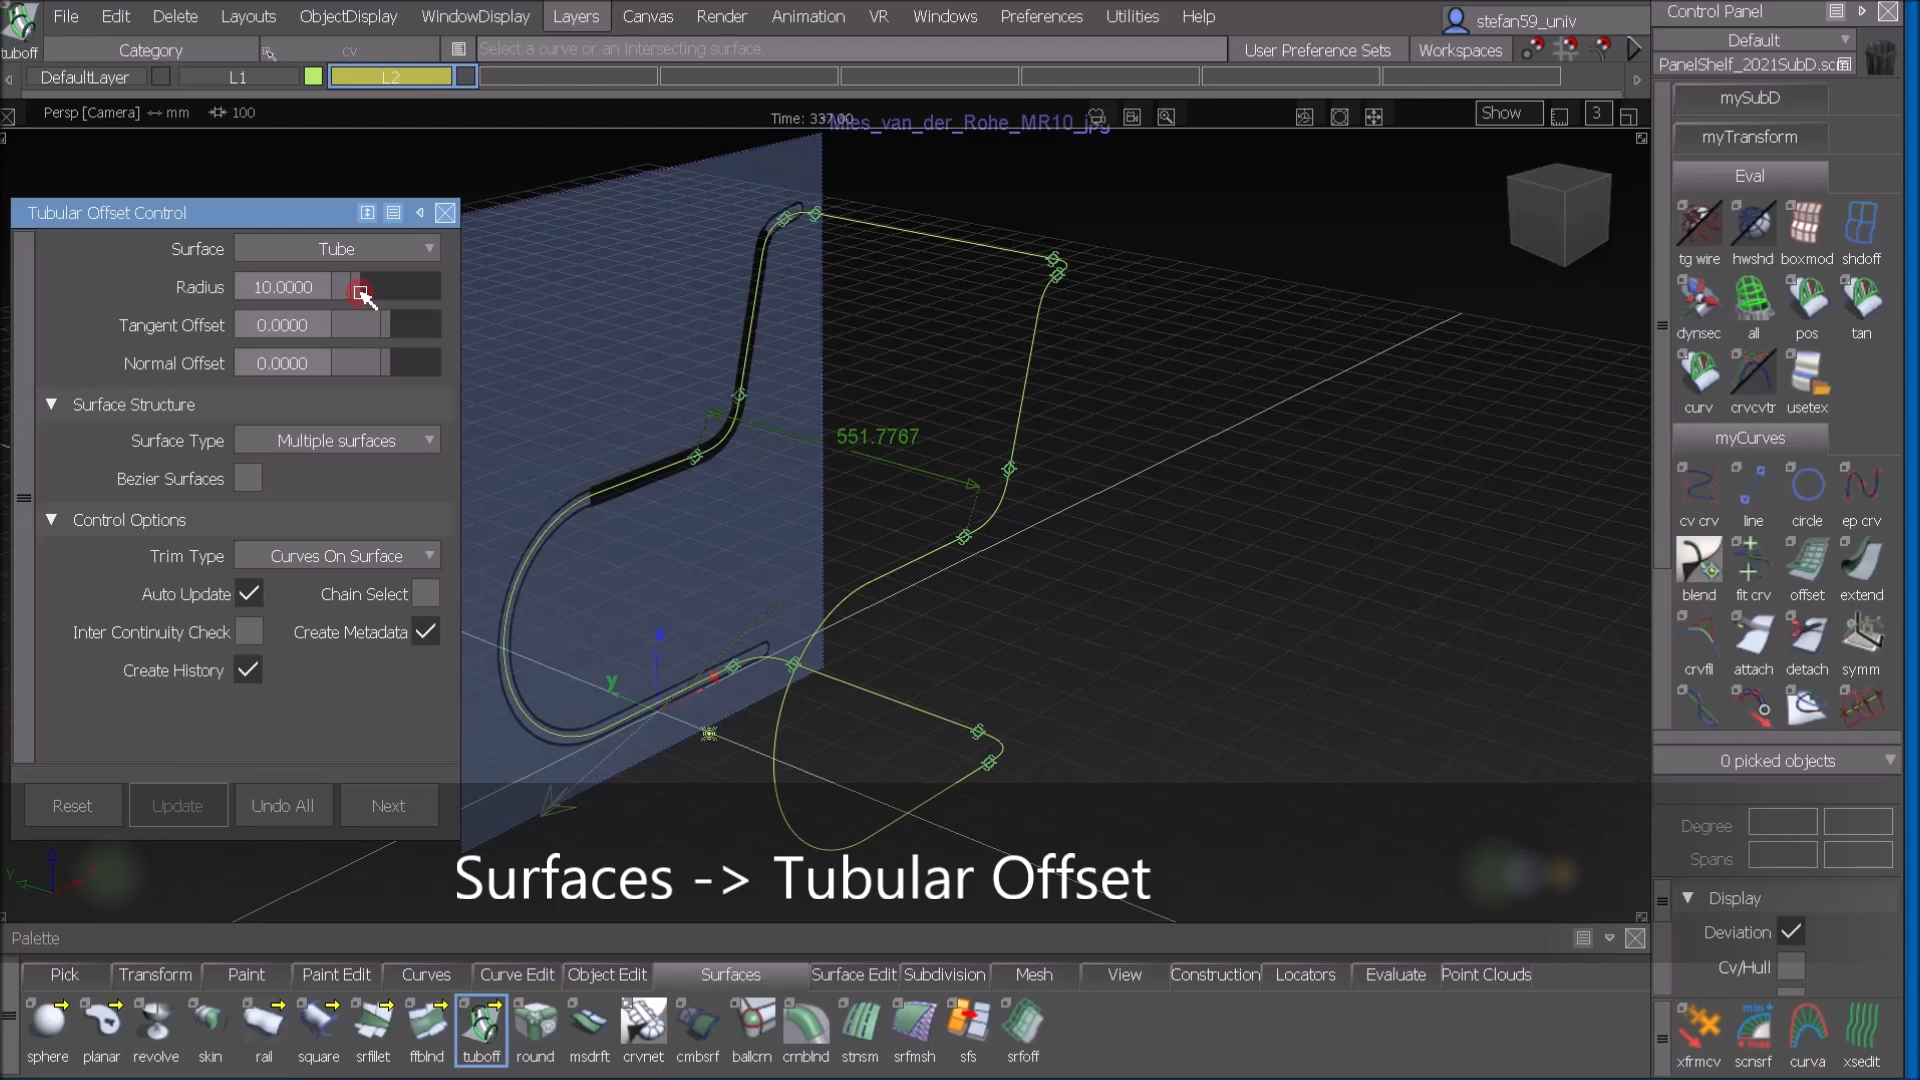 File Edit Delete Layouts ObjectDisplay WindowDisplay Layers Canvas Render Animation VR Windows Preferences Utilities Help
stefan59_univ
Control Panel
tuboff
Category
cv
Select a curve or an intersecting surface.
User Preference Sets
Workspaces
Default
PanelShelf_2021SubD.sc
DefaultLayer
L1
L2
Persp [Camera] mm 100
Time: 337.00
Mies_van_der_Rohe_MR10_jpg
Show
3
mySubD
myTransform
Eval
tg wire hwshd boxmod shdoff
dynsec all pos tan
curv crvcvtr usetex
myCurves
cv crv line circle ep crv
blend fit crv offset extend
crvfil attach detach symm
0 picked objects
Degree
Spans
Display
Deviation
Cv/Hull
xfrmcv scnsrf curva xsedit
Tubular Offset Control
Surface Tube
Radius 10.0000
Tangent Offset 0.0000
Normal Offset 0.0000
Surface Structure
Surface Type Multiple surfaces
Bezier Surfaces
Control Options
Trim Type Curves On Surface
Auto Update Chain Select
Inter Continuity Check Create Metadata
Create History
Reset Update Undo All Next
551.7767
z
y
x
Y
Surfaces -> Tubular Offset
Palette
Pick Transform Paint Paint Edit Curves Curve Edit Object Edit Surfaces Surface Edit Subdivision Mesh View Construction Locators Evaluate Point Clouds
sphere planar revolve skin rail square srfillet ffblnd tuboff round msdrft crvnet cmbsrf ballcrn crnblnd stnsm srfmsh sfs srfoff